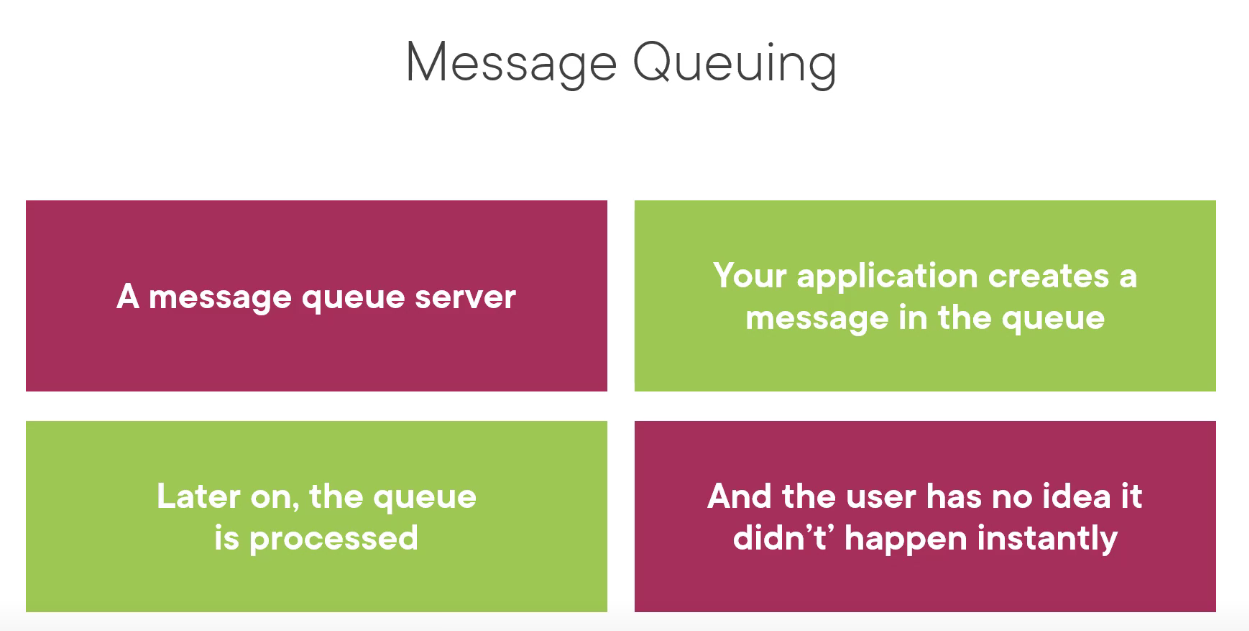 Message Queuing
A message queue server
Your application creates a
message in the queue
Later on, the queue
is processed
And the user has no idea it
didn’t’ happen instantly